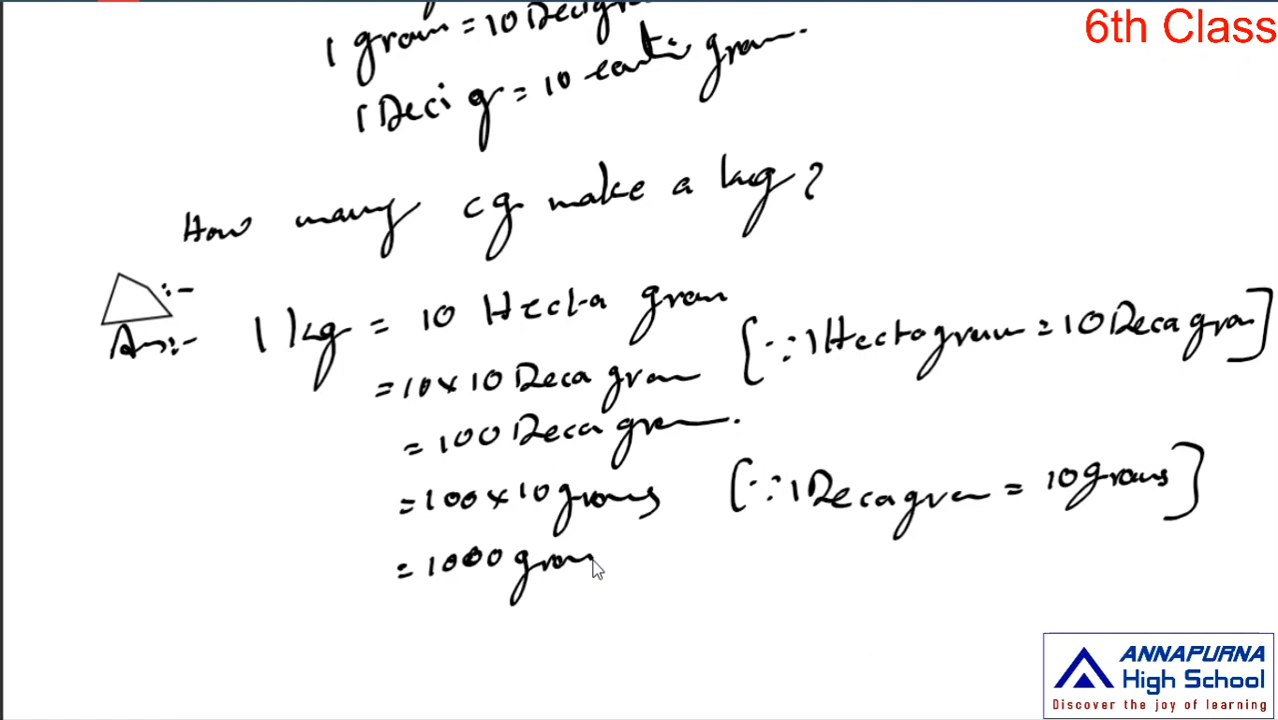 6th Class
1 gram = 10 Decigram
1 Deci g = 10 centi gram.
How many cg make a kg?
:-
Ans:- 1 kg = 10 Hecta gram
= 10 x 10 Deca gram [∵ 1 Hectogram = 10 Deca gram]
= 100 Deca gram.
= 100 x 10 grams [∵ 1 Decagram = 10 grams]
= 1000 gram
ANNAPURNA
High School
Discover the joy of learning